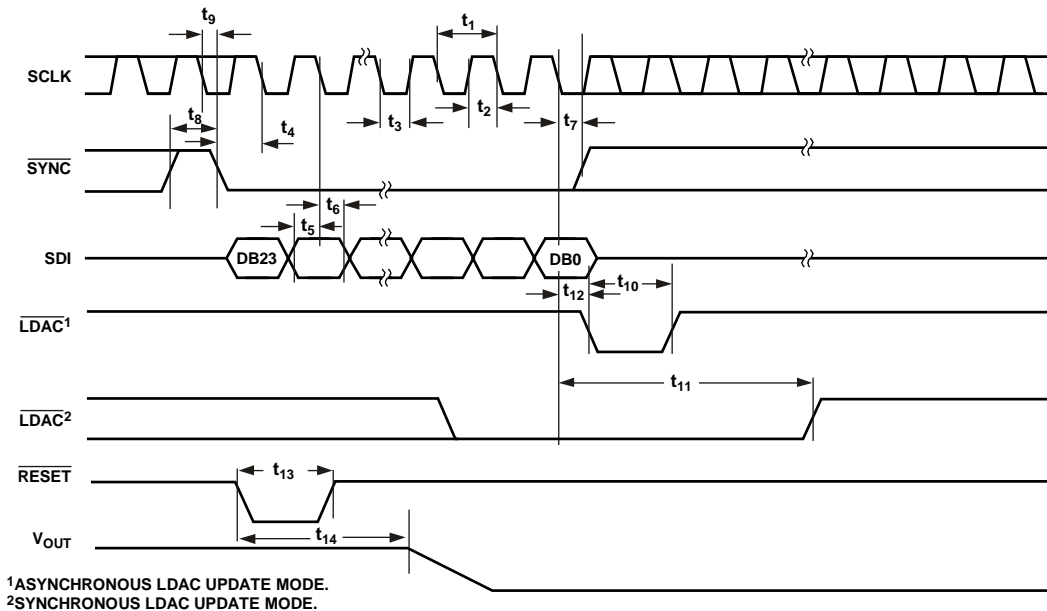 t9
t1
SCLK
t8
t4
t3
t2
t7
SYNC
t6
t5
SDI
DB23
DB0
t12
t10
LDAC1
t11
LDAC2
RESET
t13
t14
VOUT
1ASYNCHRONOUS LDAC UPDATE MODE.
2SYNCHRONOUS LDAC UPDATE MODE.